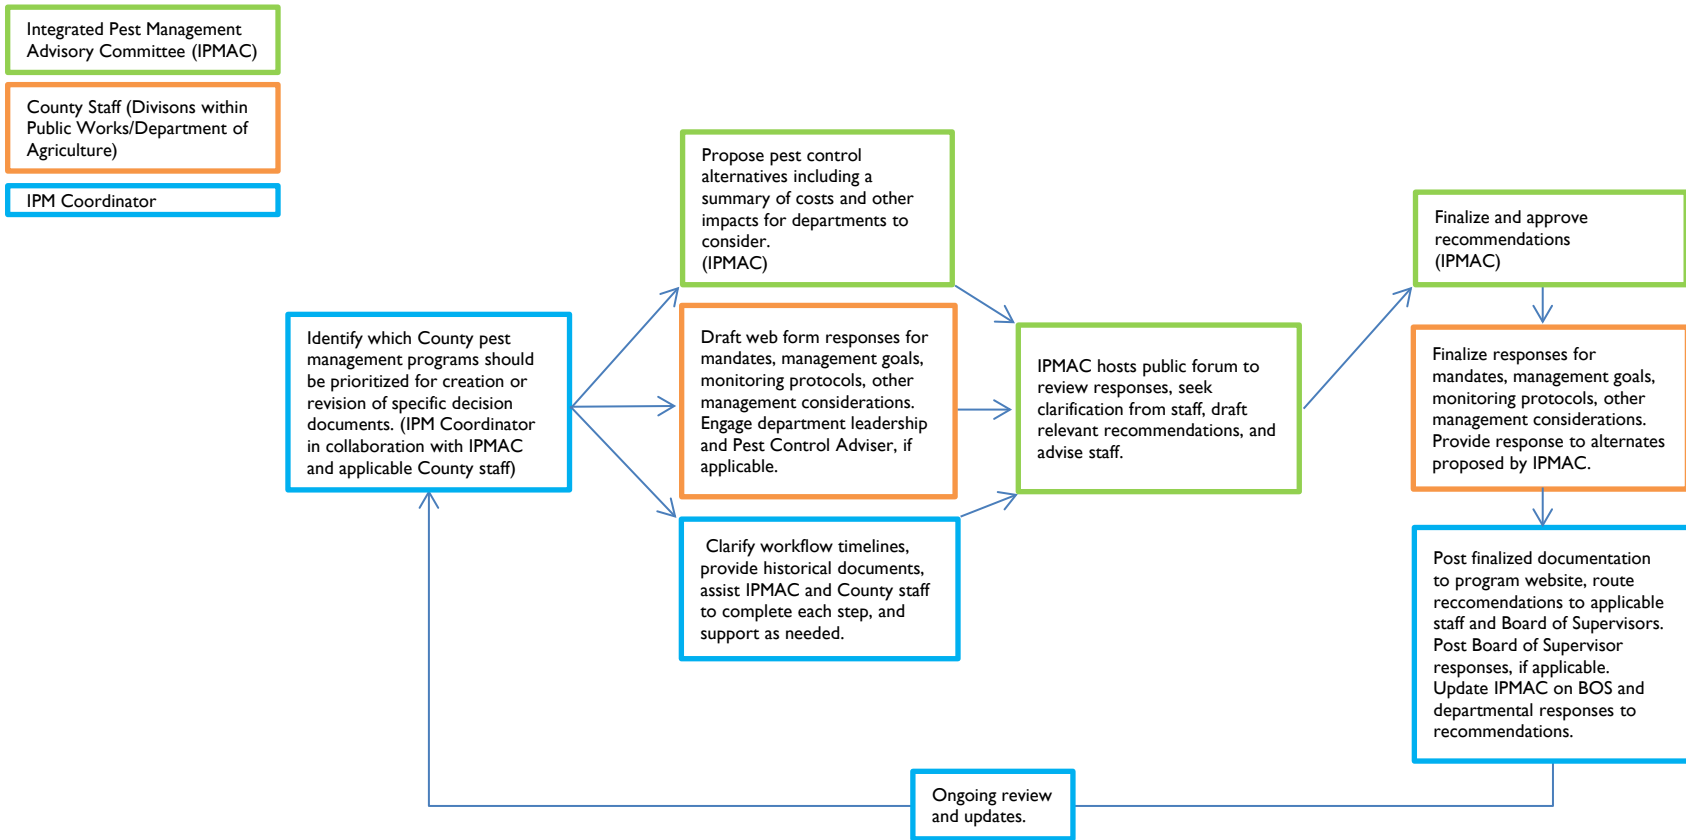 Integrated Pest Management
Advisory Committee (IPMAC)
County Staff (Divisons within
Public Works/Department of
Agriculture)
IPM Coordinator
Identify which County pest
management programs should
be prioritized for creation or
revision of specific decision
documents. (IPM Coordinator
in collaboration with IPMAC
and applicable County staff)
Propose pest control
alternatives including a
summary of costs and other
impacts for departments to
consider.
(IPMAC)
Draft web form responses for
mandates, management goals,
monitoring protocols, other
management considerations.
Engage department leadership
and Pest Control Adviser, if
applicable.
Clarify workflow timelines,
provide historical documents,
assist IPMAC and County staff
to complete each step, and
support as needed.
IPMAC hosts public forum to
review responses, seek
clarification from staff, draft
relevant recommendations, and
advise staff.
Finalize and approve
recommendations
(IPMAC)
Finalize responses for
mandates, management goals,
monitoring protocols, other
management considerations.
Provide response to alternates
proposed by IPMAC.
Post finalized documentation
to program website, route
reccomendations to applicable
staff and Board of Supervisors.
Post Board of Supervisor
responses, if applicable.
Update IPMAC on BOS and
departmental responses to
recommendations.
Ongoing review
and updates.